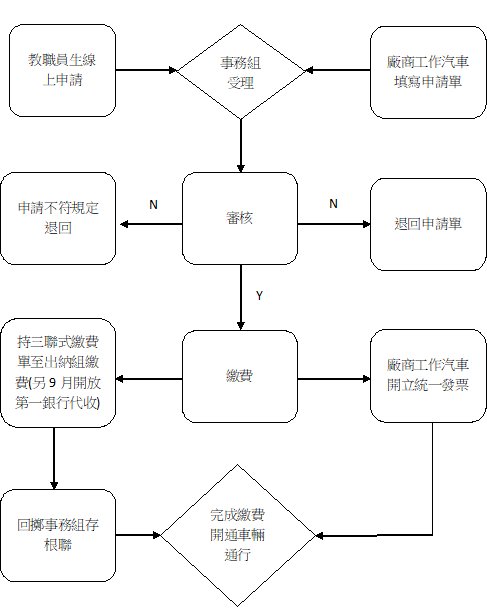 教職員生線
上申請
事務組
受理
廠商工作汽車
填寫申請單
申請不符規定
退回
N
審核
N
退回申請單
Y
持三聯式繳費
單至出納組繳
費(另 9 月開放
第一銀行代收)
繳費
廠商工作汽車
開立統一發票
回擲事務組存
根聯
完成繳費
開通車輛
通行